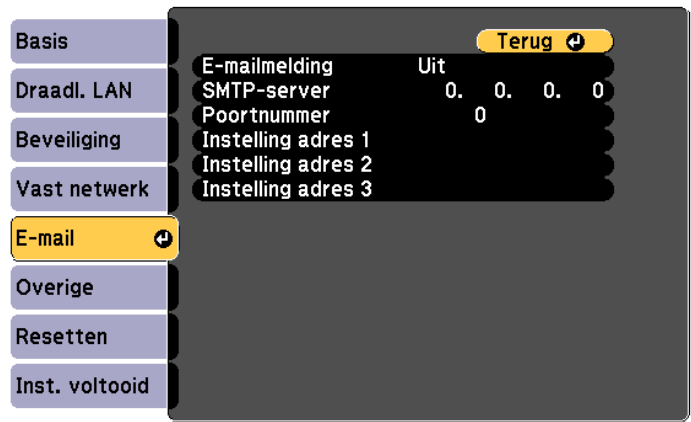 Basis
Draadl. LAN
Beveiliging
Vast netwerk
E-mail
Overige
Resetten
Inst. voltooid
Terug
E-mailmelding Uit
SMTP-server 0. 0. 0. 0
Poortnummer 0
Instelling adres 1
Instelling adres 2
Instelling adres 3